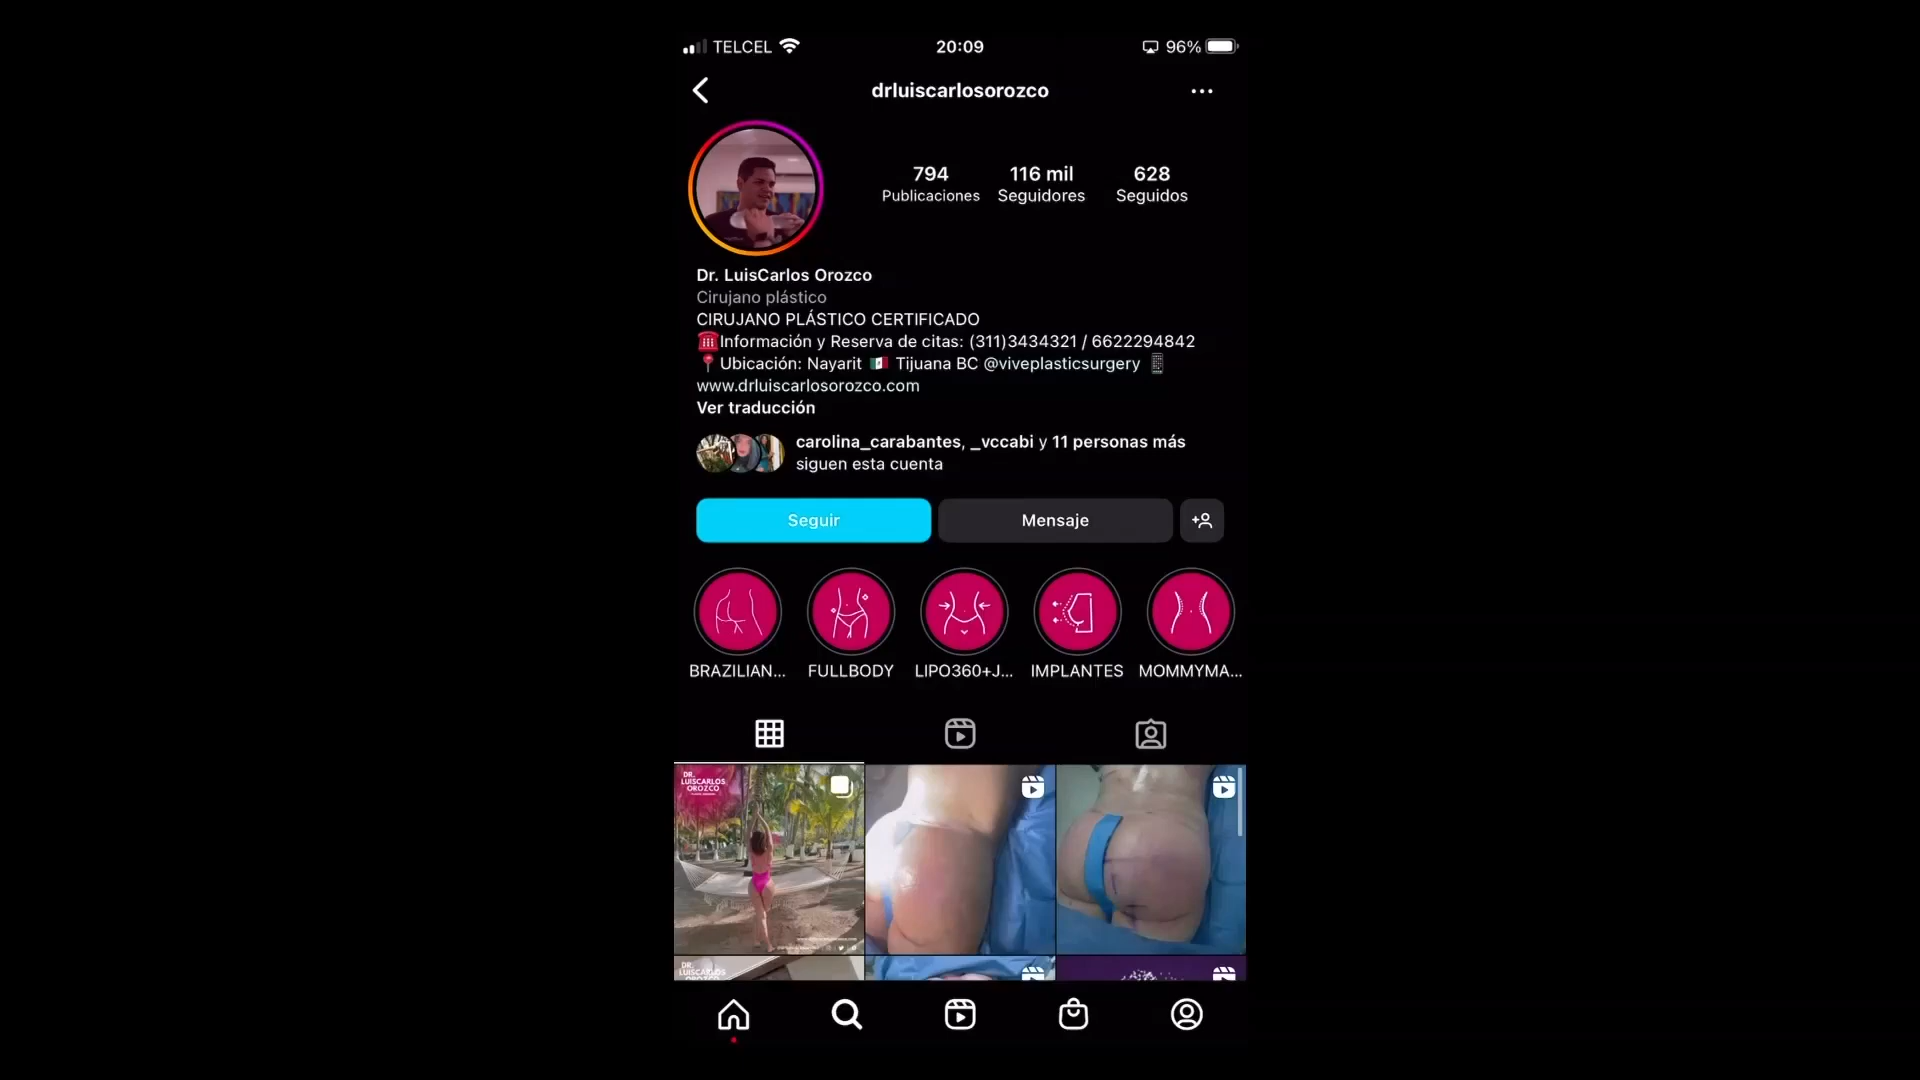 TELCEL 20:09 96%
drluiscarlosorozco
794 116 mil 628
Publicaciones Seguidores Seguidos
Dr. LuisCarlos Orozco
Cirujano plástico
CIRUJANO PLÁSTICO CERTIFICADO
☎️Información y Reserva de citas: (311)3434321 / 6622294842
📍Ubicación: Nayarit 🇲🇽 Tijuana BC @viveplasticsurgery 📱
www.drluiscarlosorozco.com
Ver traducción
carolina_carabantes, _vccabi y 11 personas más
siguen esta cuenta
Seguir Mensaje
BRAZILIAN... FULLBODY LIPO360+J... IMPLANTES MOMMYMA...
DR.
LUISCARLOS
OROZCO
DR.
LUISCARLOS